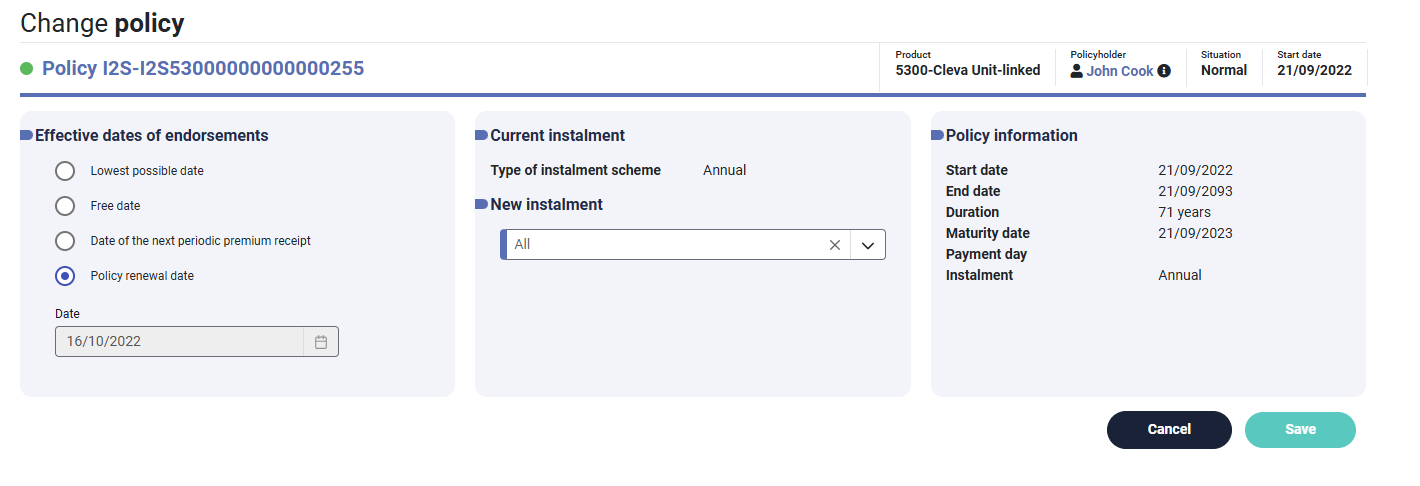 Change policy
Policy I2S-I2S53000000000000255
Product
5300-Cleva Unit-linked
Policyholder
John Cook
Situation
Normal
Start date
21/09/2022
Effective dates of endorsements
Lowest possible date
Free date
Date of the next periodic premium receipt
Policy renewal date
Date
16/10/2022
Current instalment
Type of instalment scheme Annual
New instalment
All
Policy information
Start date 21/09/2022
End date 21/09/2093
Duration 71 years
Maturity date 21/09/2023
Payment day
Instalment Annual
Cancel Save